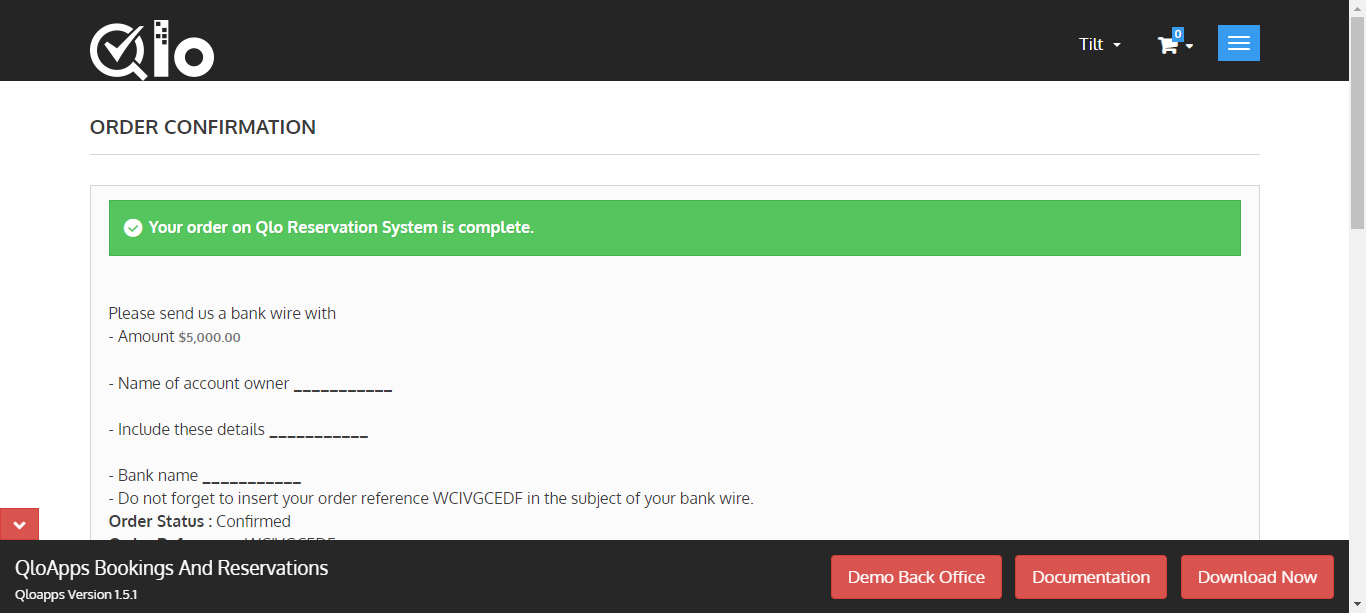 Qlo
Tilt
0
ORDER CONFIRMATION
Your order on Qlo Reservation System is complete.
Please send us a bank wire with
- Amount $5,000.00
- Name of account owner ___________
- Include these details ___________
- Bank name ___________
- Do not forget to insert your order reference WCIVGCEDF in the subject of your bank wire.
Order Status : Confirmed
QloApps Bookings And Reservations
Qloapps Version 1.5.1
Demo Back Office
Documentation
Download Now